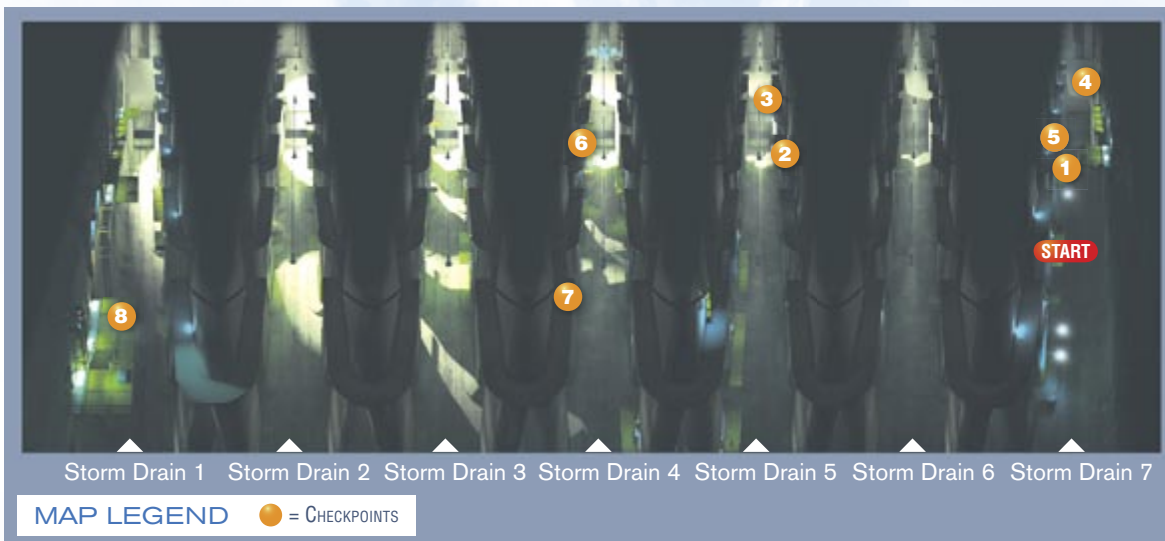 4
3
5
6
2
1
START
7
8
Storm Drain 1 Storm Drain 2 Storm Drain 3 Storm Drain 4 Storm Drain 5 Storm Drain 6 Storm Drain 7
MAP LEGEND = CHECKPOINTS